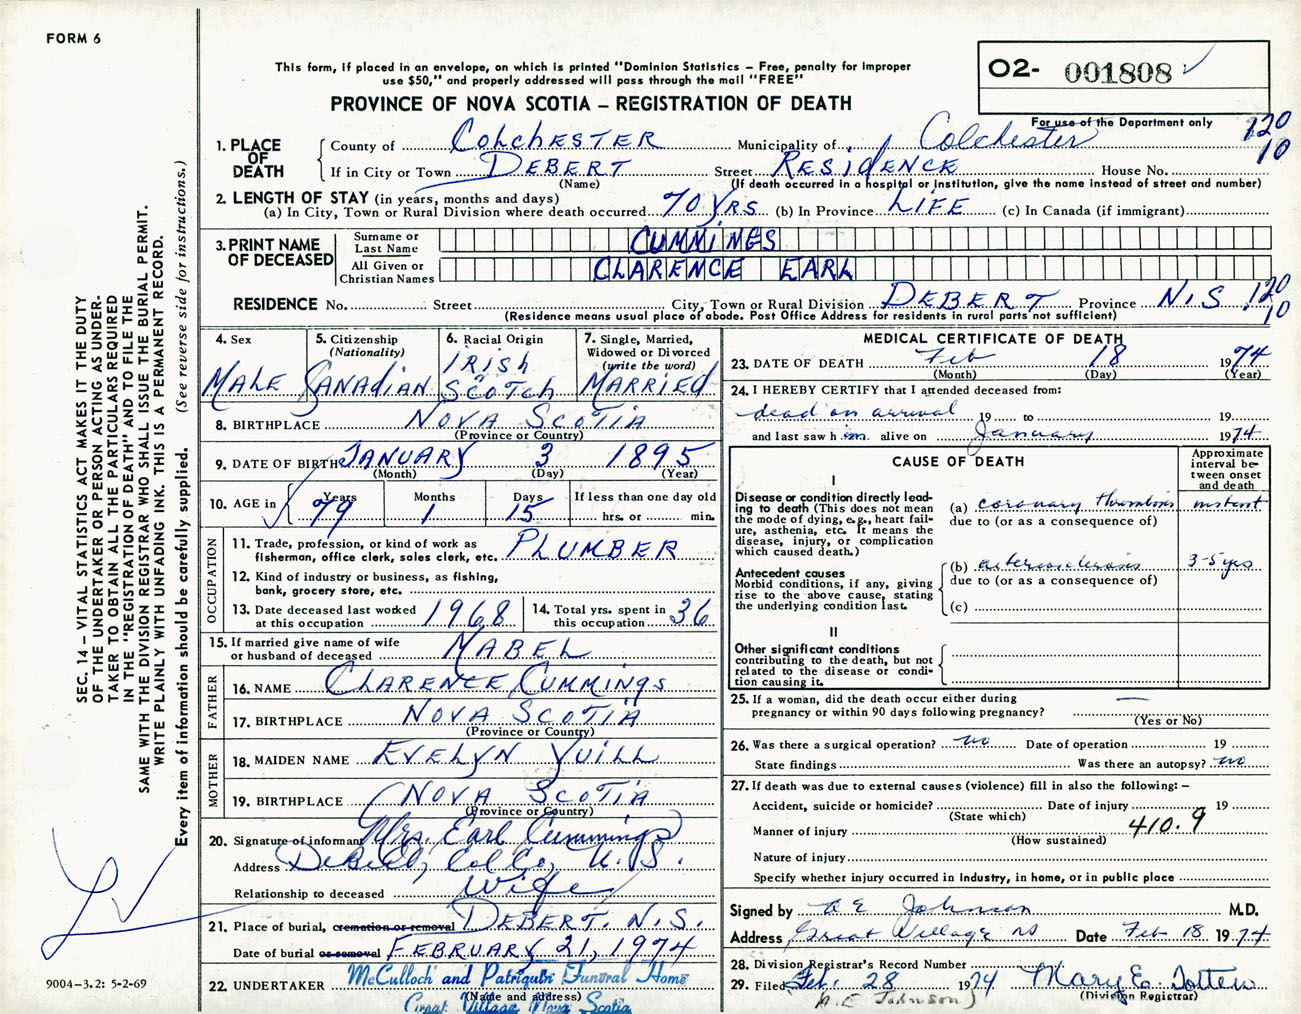 FORM 6
This form, if placed in an envelope, on which is printed "Dominion Statistics – Free, penalty for improper
use $50," and properly addressed will pass through the mail "FREE"
PROVINCE OF NOVA SCOTIA – REGISTRATION OF DEATH
O2- 001808
For use of the Department only
120
10
1. PLACE OF DEATH
County of COLCHESTER Municipality of Colchester
If in City or Town DEBERT Street RESIDENCE House No.
(Name) (If death occurred in a hospital or institution, give the name instead of street and number)
2. LENGTH OF STAY (in years, months and days)
(a) In City, Town or Rural Division where death occurred 70 YRS (b) In Province LIFE (c) In Canada (if immigrant)
3. PRINT NAME OF DECEASED
Surname or Last Name CUMMINGS
All Given or Christian Names CLARENCE EARL
RESIDENCE No. Street City, Town or Rural Division DEBERT Province N.S 120
10
(Residence means usual place of abode. Post Office Address for residents in rural parts not sufficient)
4. Sex
MALE
5. Citizenship
(Nationality)
CANADIAN
6. Racial Origin
IRISH
SCOTCH
7. Single, Married,
Widowed or Divorced
(write the word)
MARRIED
8. BIRTHPLACE NOVA SCOTIA
(Province or Country)
9. DATE OF BIRTH JANUARY 3 1895
(Month) (Day) (Year)
10. AGE in
Years Months Days If less than one day old
79 1 15 hrs. or min.
OCCUPATION
11. Trade, profession, or kind of work as
fisherman, office clerk, sales clerk, etc. PLUMBER
12. Kind of industry or business, as fishing,
bank, grocery store, etc.
13. Date deceased last worked
at this occupation 1968
14. Total yrs. spent in
this occupation 36
15. If married give name of wife
or husband of deceased MABEL
FATHER
16. NAME CLARENCE CUMMINGS
17. BIRTHPLACE NOVA SCOTIA
(Province or Country)
MOTHER
18. MAIDEN NAME EVELYN YUILL
19. BIRTHPLACE NOVA SCOTIA
(Province or Country)
20. Signature of informant Mrs. Earl Cummings
Address DeBert, Col Co, N.S.
Relationship to deceased wife
21. Place of burial, cremation or removal DEBERT. N.S.
Date of burial or removal FEBRUARY 21, 1974
22. UNDERTAKER McCulloch and Patriquin Funeral Home
(Name and address)
Great Village Nova Scotia
MEDICAL CERTIFICATE OF DEATH
23. DATE OF DEATH Feb 18 1974
(Month) (Day) (Year)
24. I HEREBY CERTIFY that I attended deceased from:
dead on arrival 19 to 19
and last saw h im alive on January 1974
CAUSE OF DEATH
Approximate
interval be-
tween onset
and death
I
Disease or condition directly lead-
ing to death (This does not
mean the mode of dying, e.g., heart fail-
ure, asthenia, etc. It means the
disease, injury, or complication
which caused death.)
(a) coronary thrombosis instant
due to (or as a consequence of)
Antecedent causes
Morbid conditions, if any, giving
rise to the above cause, stating
the underlying condition last.
(b) arteriosclerosis 3-5 yrs
due to (or as a consequence of)
(c)
II
Other significant conditions
contributing to the death, but not
related to the disease or condi-
tion causing it.
25. If a woman, did the death occur either during
pregnancy or within 90 days following pregnancy? —
(Yes or No)
26. Was there a surgical operation? no Date of operation 19
State findings Was there an autopsy? no
27. If death was due to external causes (violence) fill in also the following: –
Accident, suicide or homicide? Date of injury 19
(State which)
Manner of injury 410.9
(How sustained)
Nature of injury
Specify whether injury occurred in industry, in home, or in public place
Signed by A E Johnson M.D.
Address Great Village NS Date Feb 18 1974
28. Division Registrar's Record Number
29. Filed Feb. 28 1974 Mary E. Totten
(Division Registrar)
(A.E Johnson)
SEC. 14 – VITAL STATISTICS ACT MAKES IT THE DUTY
OF THE UNDERTAKER OR PERSON ACTING AS UNDER-
TAKER TO OBTAIN ALL THE PARTICULARS REQUIRED
IN THE "REGISTRATION OF DEATH" AND TO FILE THE
SAME WITH THE DIVISION REGISTRAR WHO SHALL ISSUE THE BURIAL PERMIT.
WRITE PLAINLY WITH UNFADING INK. THIS IS A PERMANENT RECORD.
Every item of information should be carefully supplied. (See reverse side for instructions.)
9004-3.2: 5-2-69